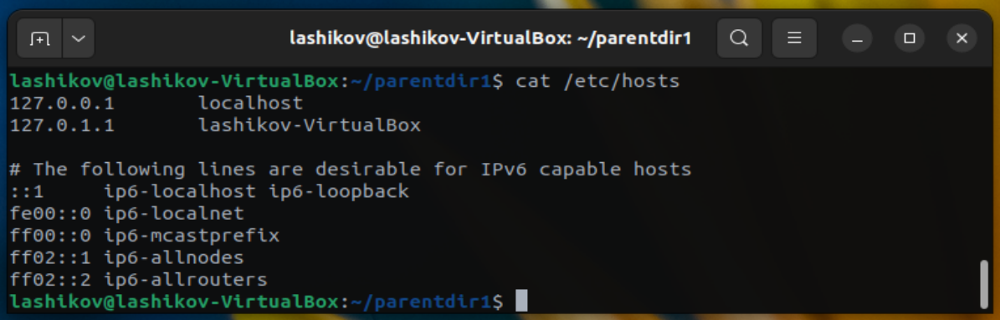 lashikov@lashikov-VirtualBox: ~/parentdir1
lashikov@lashikov-VirtualBox:~/parentdir1$ cat /etc/hosts
127.0.0.1       localhost
127.0.1.1       lashikov-VirtualBox

# The following lines are desirable for IPv6 capable hosts
::1     ip6-localhost ip6-loopback
fe00::0 ip6-localnet
ff00::0 ip6-mcastprefix
ff02::1 ip6-allnodes
ff02::2 ip6-allrouters
lashikov@lashikov-VirtualBox:~/parentdir1$